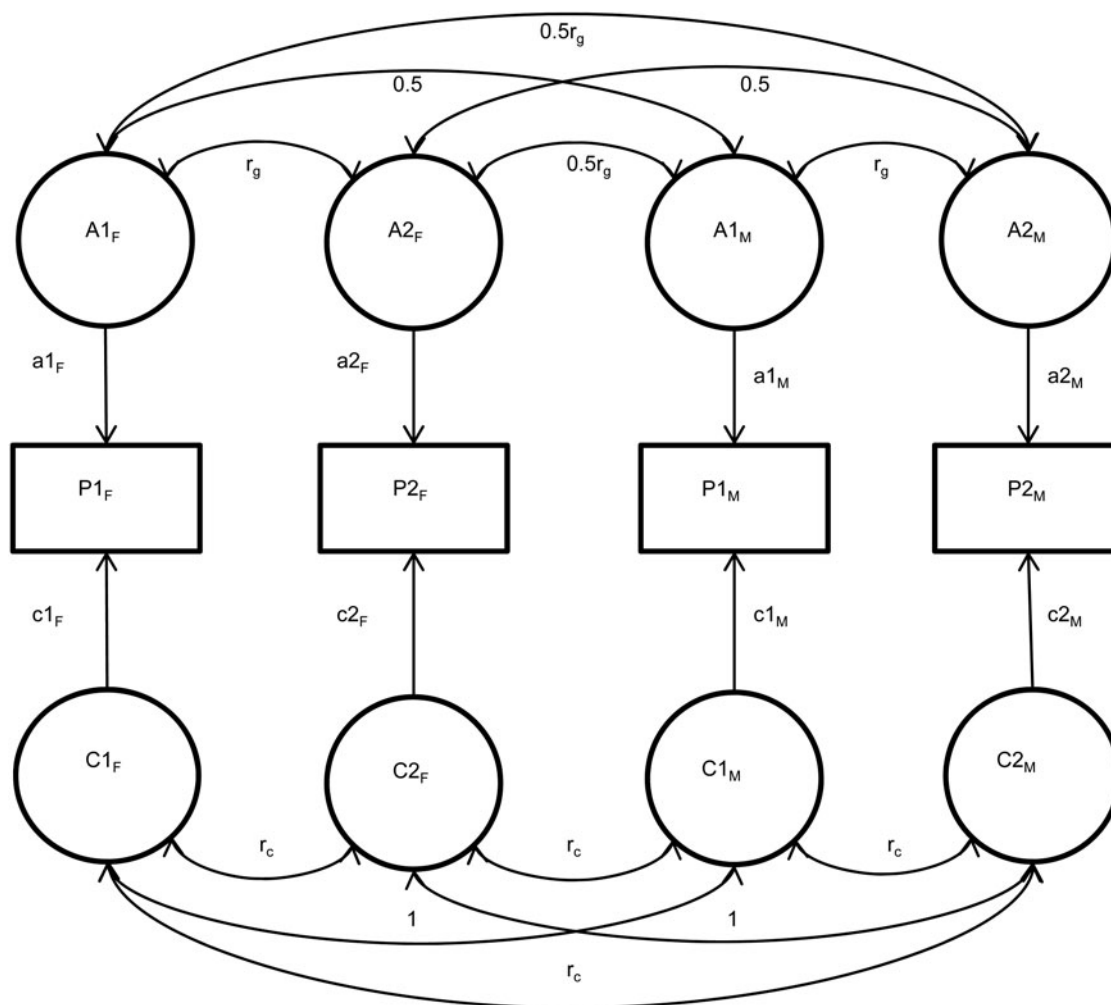 0.5r_g
0.5 0.5
r_g 0.5r_g r_g
A1_F A2_F A1_M A2_M
a1_F a2_F a1_M a2_M
P1_F P2_F P1_M P2_M
c1_F c2_F c1_M c2_M
C1_F C2_F C1_M C2_M
r_c r_c r_c
1 1
r_c